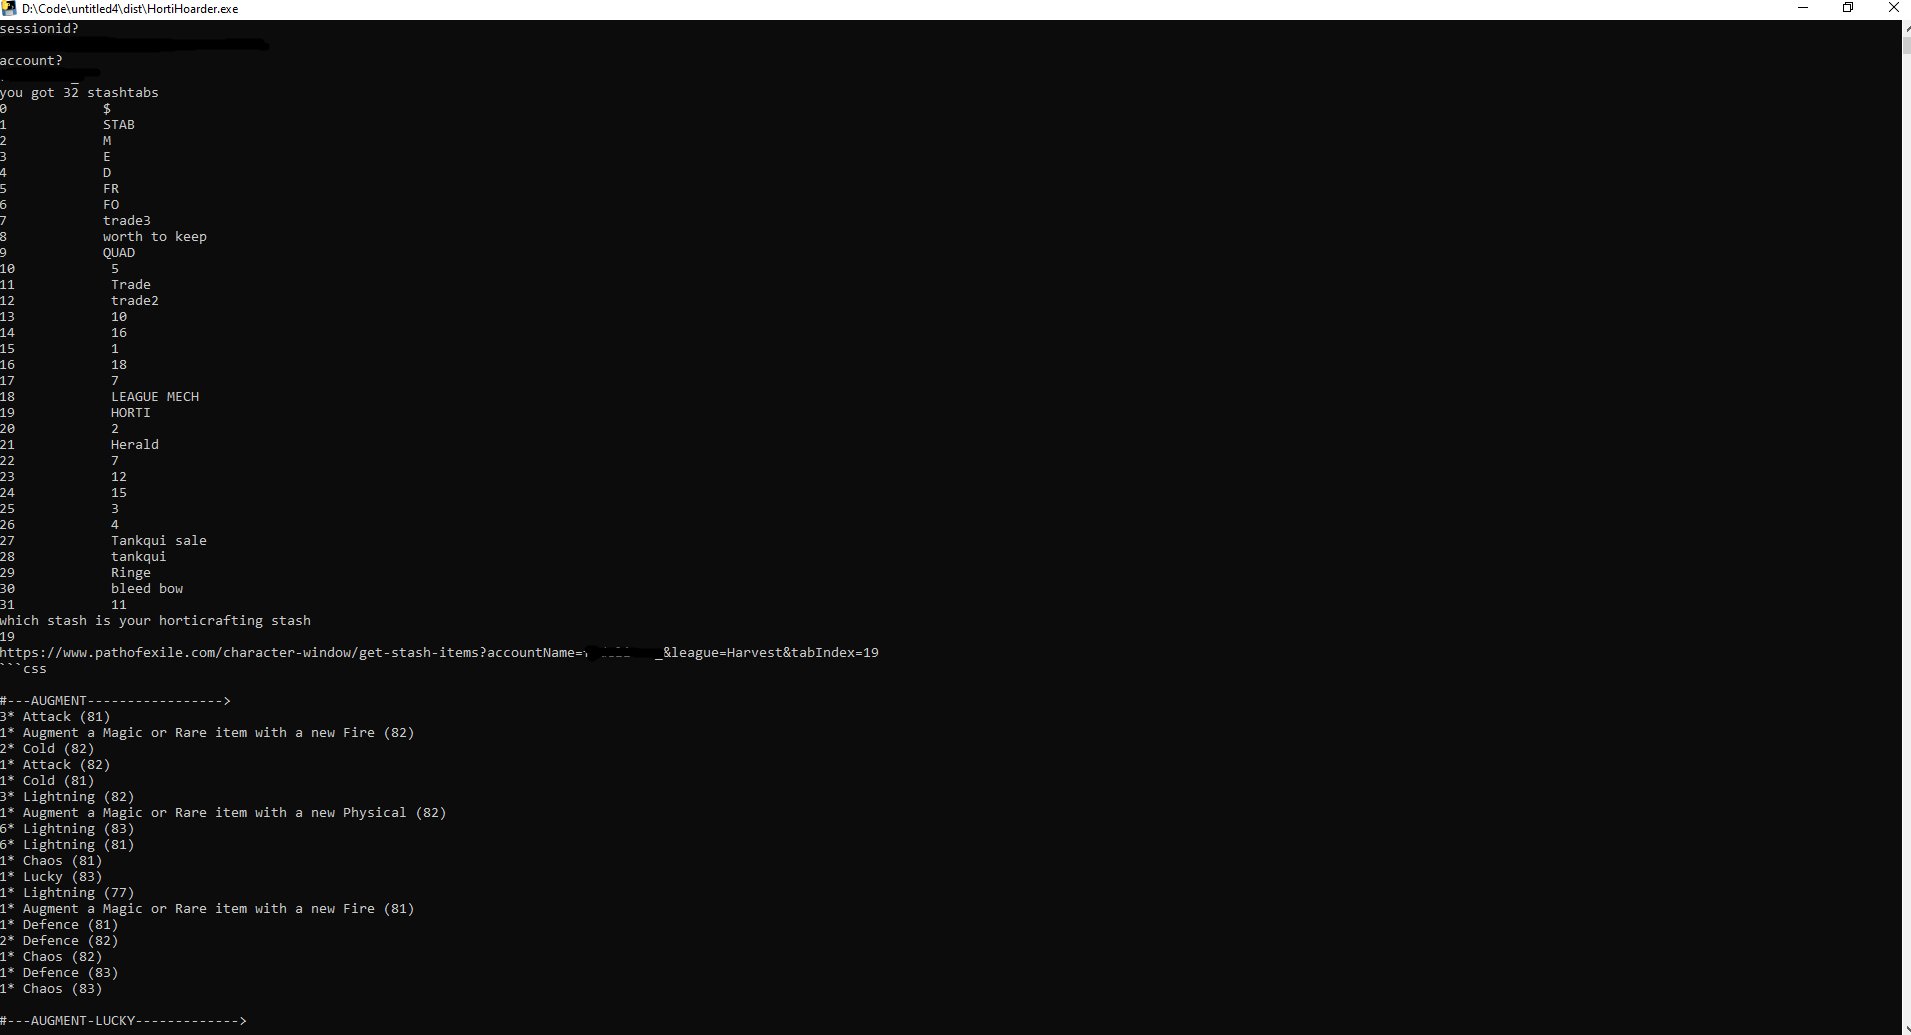 D:\Code\untitled4\dist\HortiHoarder.exe
sessionid?
account?
you got 32 stashtabs
0 $
1 STAB
2 M
3 E
4 D
5 FR
6 FO
7 trade3
8 worth to keep
9 QUAD
10 5
11 Trade
12 trade2
13 10
14 16
15 1
16 18
17 7
18 LEAGUE MECH
19 HORTI
20 2
21 Herald
22 7
23 12
24 15
25 3
26 4
27 Tankqui sale
28 tankqui
29 Ringe
30 bleed bow
31 11
which stash is your horticrafting stash
19
https://www.pathofexile.com/character-window/get-stash-items?accountName= _&league=Harvest&tabIndex=19
```css
#---AUGMENT----------------->
3* Attack (81)
1* Augment a Magic or Rare item with a new Fire (82)
2* Cold (82)
1* Attack (82)
1* Cold (81)
3* Lightning (82)
1* Augment a Magic or Rare item with a new Physical (82)
6* Lightning (83)
6* Lightning (81)
1* Chaos (81)
1* Lucky (83)
1* Lightning (77)
1* Augment a Magic or Rare item with a new Fire (81)
1* Defence (81)
2* Defence (82)
1* Chaos (82)
1* Defence (83)
1* Chaos (83)
#---AUGMENT-LUCKY------------->